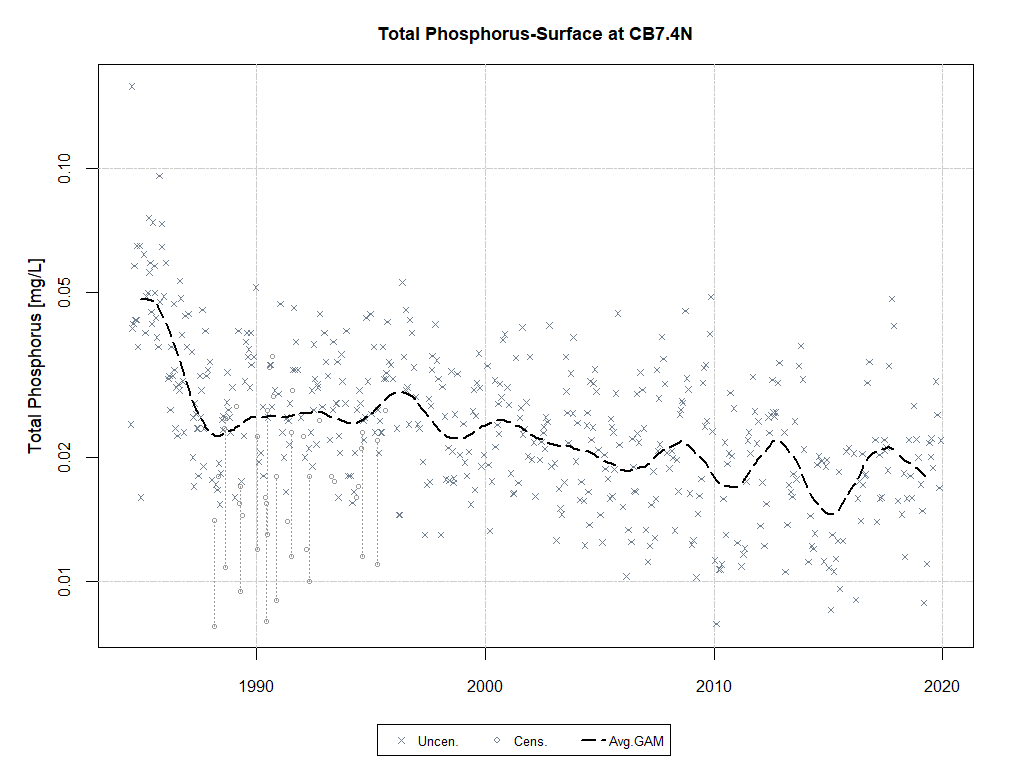 Total Phosphorus-Surface at CB7.4N
Total Phosphorus [mg/L]
0.10
0.05
0.02
0.01
1990 2000 2010 2020
Uncen. Cens. Avg.GAM